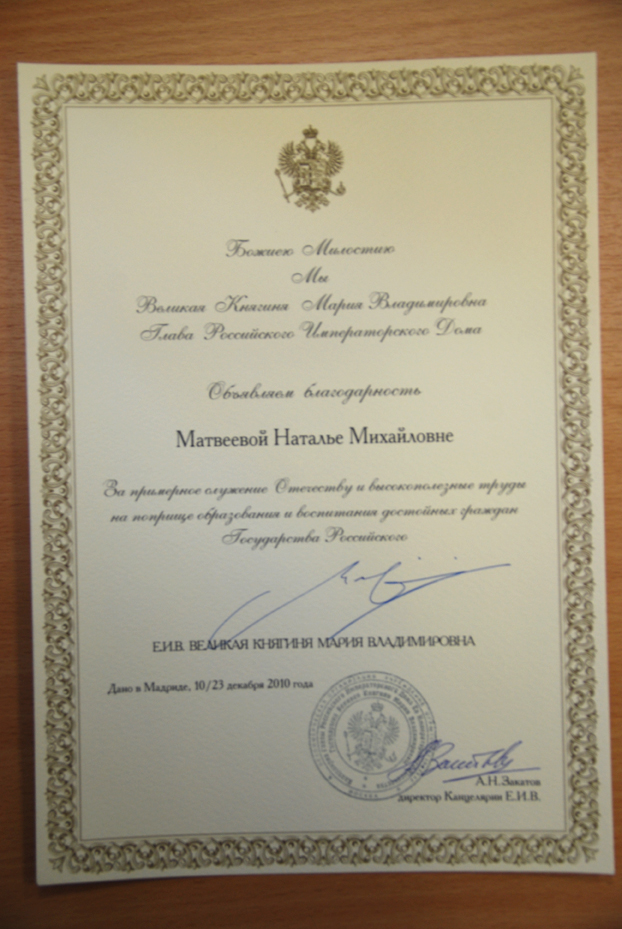 Божиею Милостию
Мы
Великая Княгиня Мария Владимировна
Глава Российского Императорского Дома
Объявляем благодарность
Матвеевой Наталье Михайловне
За примерное служение Отечеству и высокополезные труды
на поприще образования и воспитания достойных граждан
Государства Российского
Е.И.В. ВЕЛИКАЯ КНЯГИНЯ МАРИЯ ВЛАДИМИРОВНА
Дано в Мадриде, 10/23 декабря 2010 года
А.Н.Закатов
директор Канцелярии Е.И.В.